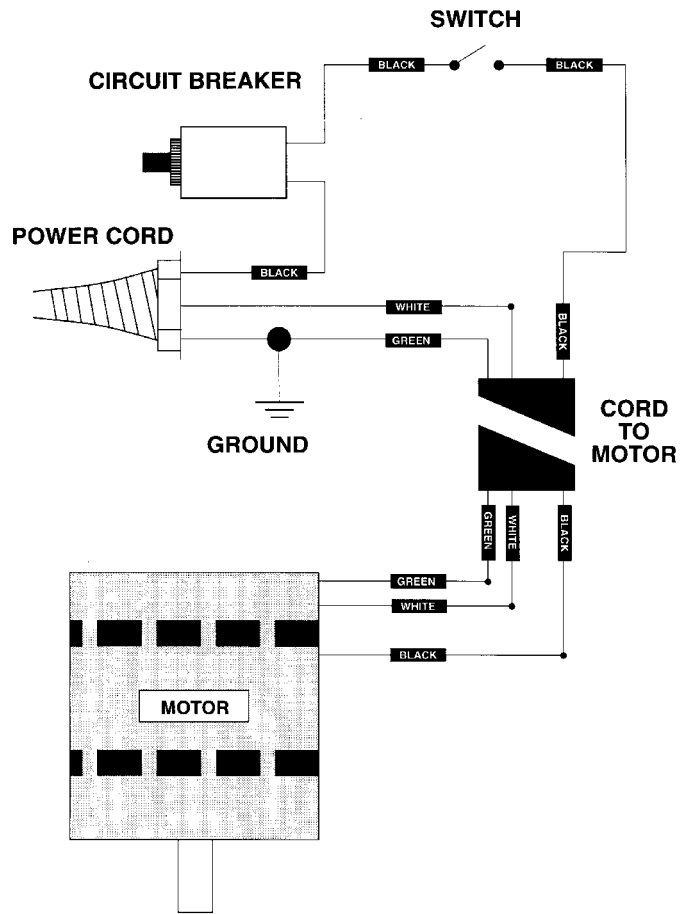 SWITCH
BLACK
BLACK
CIRCUIT BREAKER
POWER CORD
BLACK
WHITE
BLACK
GREEN
CORD
TO
MOTOR
GROUND
GREEN
WHITE
BLACK
GREEN
WHITE
BLACK
MOTOR